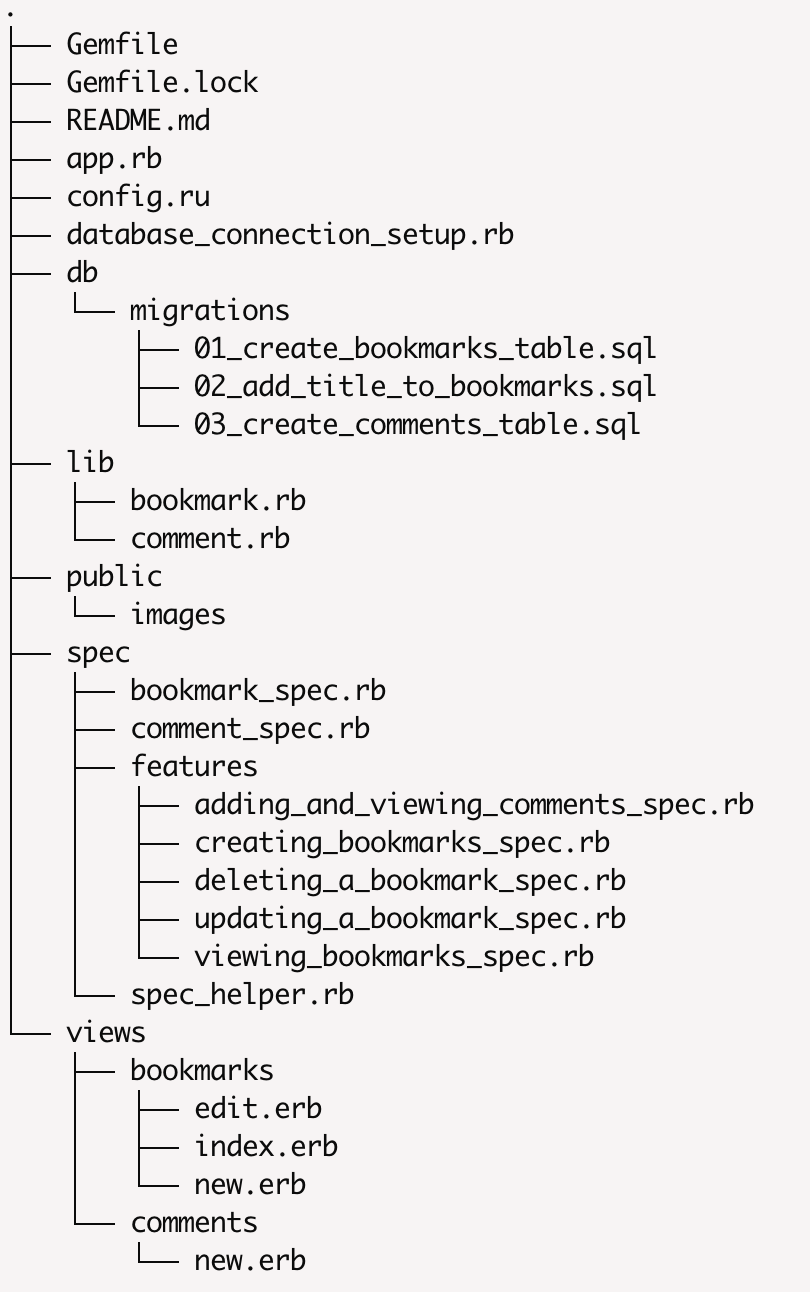 .
├── Gemfile
├── Gemfile.lock
├── README.md
├── app.rb
├── config.ru
├── database_connection_setup.rb
├── db
│   └── migrations
│       ├── 01_create_bookmarks_table.sql
│       ├── 02_add_title_to_bookmarks.sql
│       └── 03_create_comments_table.sql
├── lib
│   ├── bookmark.rb
│   └── comment.rb
├── public
│   └── images
├── spec
│   ├── bookmark_spec.rb
│   ├── comment_spec.rb
│   ├── features
│   │   ├── adding_and_viewing_comments_spec.rb
│   │   ├── creating_bookmarks_spec.rb
│   │   ├── deleting_a_bookmark_spec.rb
│   │   ├── updating_a_bookmark_spec.rb
│   │   └── viewing_bookmarks_spec.rb
│   └── spec_helper.rb
└── views
    ├── bookmarks
    │   ├── edit.erb
    │   ├── index.erb
    │   └── new.erb
    └── comments
        └── new.erb